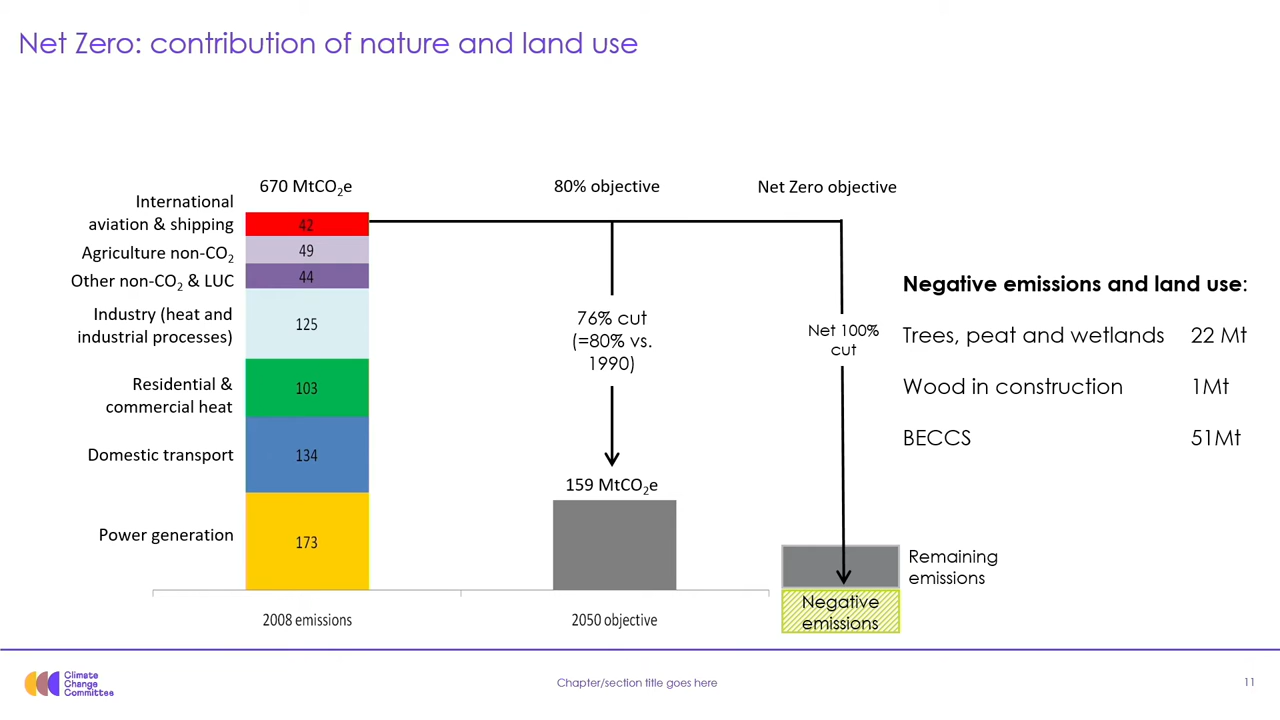 Net Zero: contribution of nature and land use
670 MtCO₂e
80% objective
Net Zero objective
International
aviation & shipping
42
Agriculture non-CO₂
49
Other non-CO₂ & LUC
44
Industry (heat and
industrial processes)
125
Residential &
commercial heat
103
Domestic transport
134
Power generation
173
2008 emissions
76% cut
(=80% vs.
1990)
159 MtCO₂e
2050 objective
Net 100%
cut
Remaining
emissions
Negative
emissions
Negative emissions and land use:
Trees, peat and wetlands 22 Mt
Wood in construction 1Mt
BECCS 51Mt
Climate
Change
Committee
Chapter/section title goes here
11